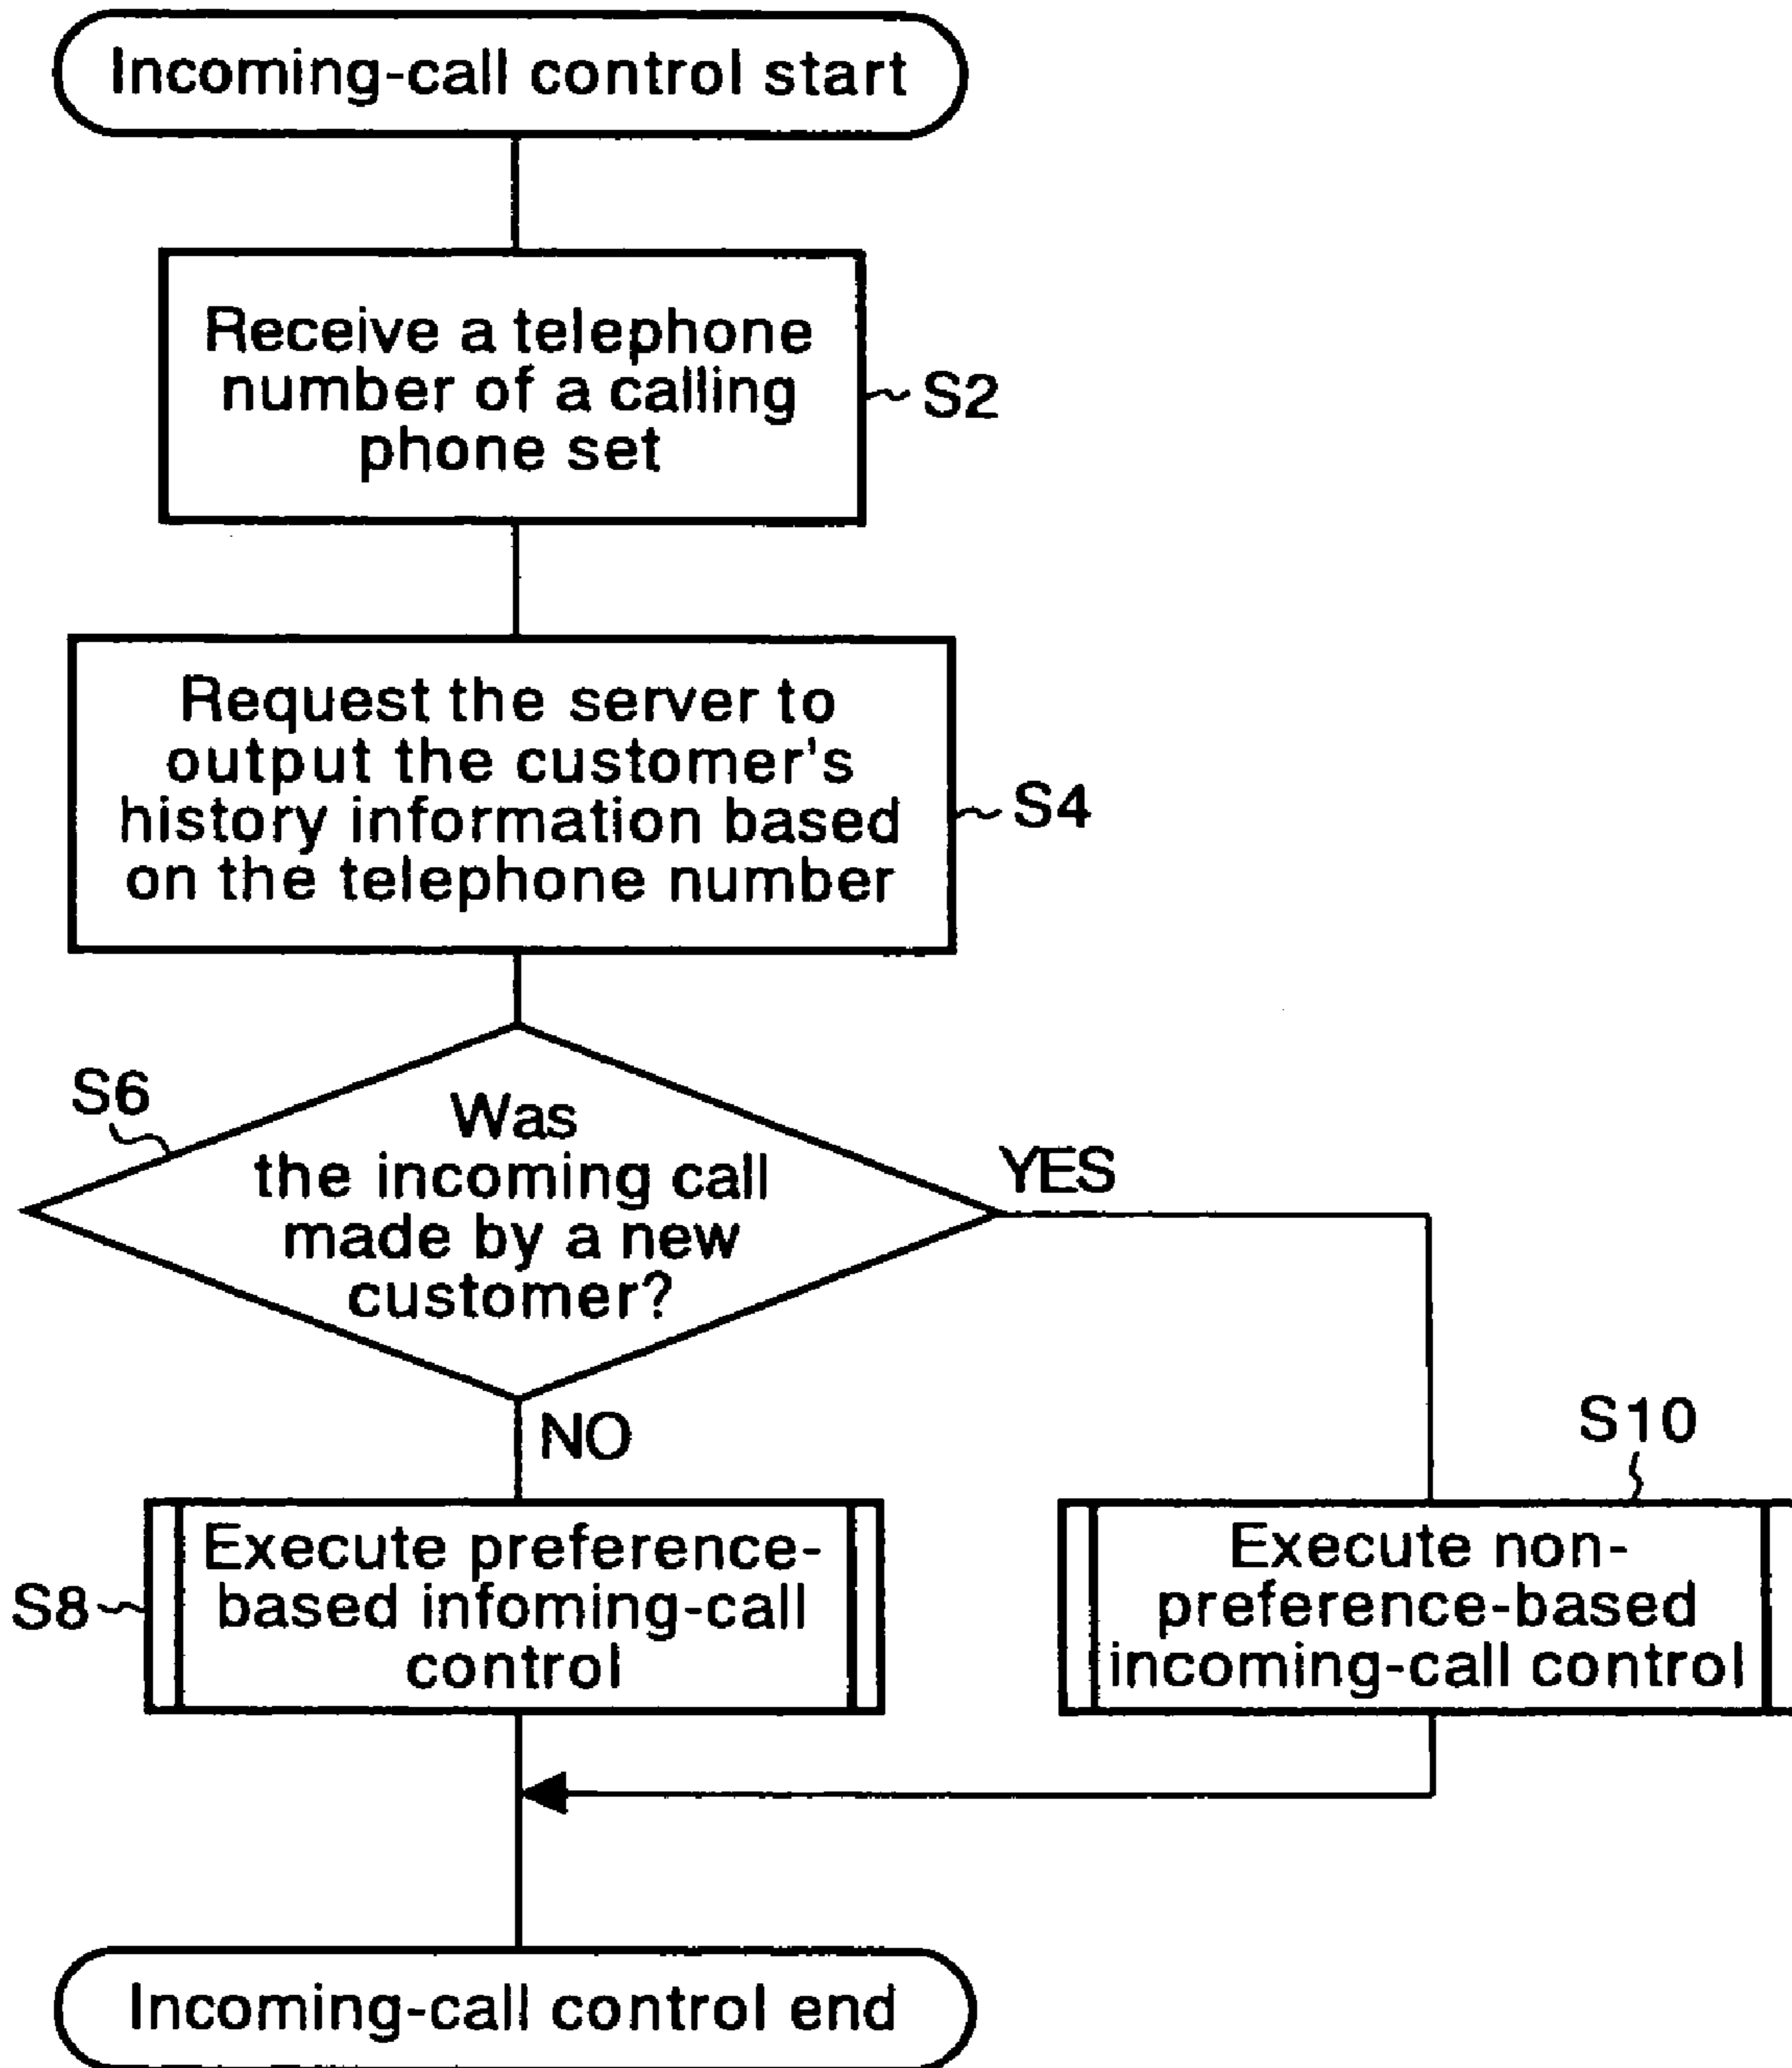 Incoming-call control start
Receive a telephone
number of a calling
phone set
S2
Request the server to
output the customer's
history information based
on the telephone number
S4
S6
Was
the incoming call
made by a new
customer?
YES
NO
S10
Execute preference-
based infoming-call
control
S8
Execute non-
preference-based
incoming-call control
Incoming-call control end